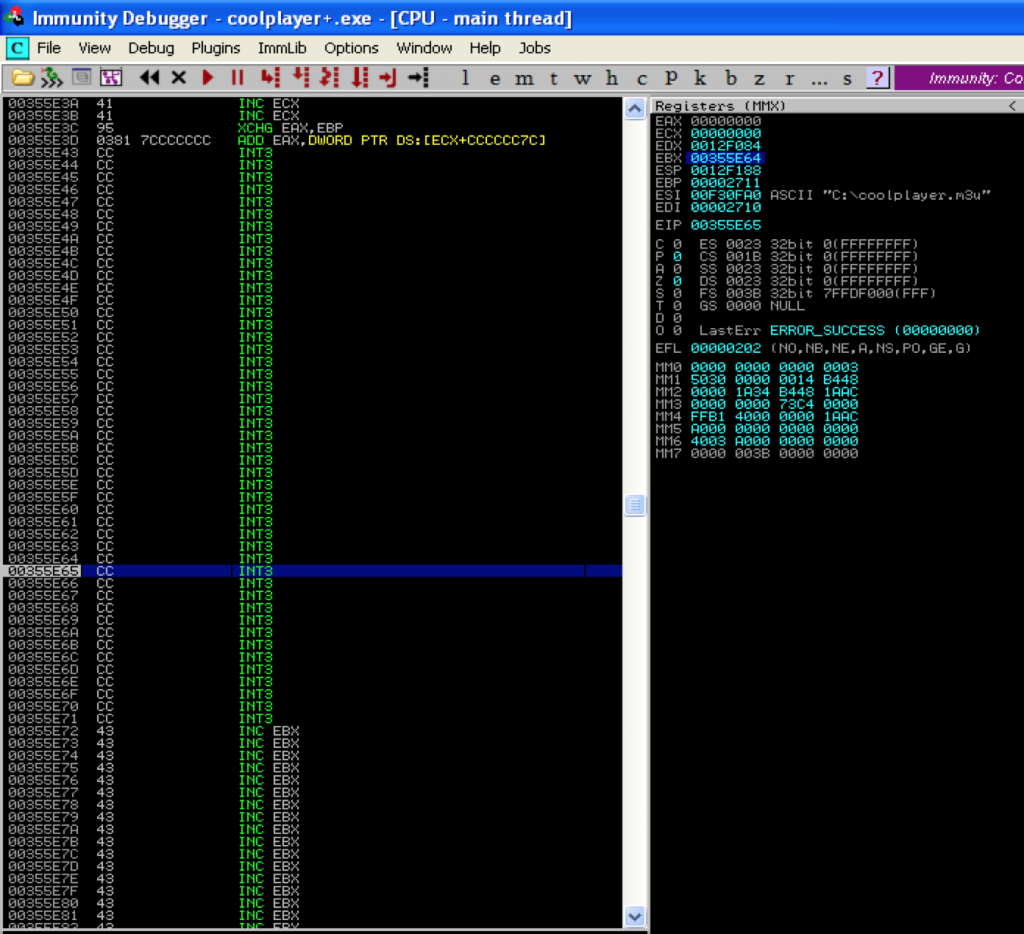 Immunity Debugger - coolplayer+.exe - [CPU - main thread]
C File View Debug Plugins ImmLib Options Window Help Jobs
l e m t w h c P k b z r ... s ? Immunity: Co
00355E3A 41 INC ECX
00355E3B 41 INC ECX
00355E3C 95 XCHG EAX,EBP
00355E3D 0381 7CCCCCCC ADD EAX,DWORD PTR DS:[ECX+CCCCCC7C]
00355E43 CC INT3
00355E44 CC INT3
00355E45 CC INT3
00355E46 CC INT3
00355E47 CC INT3
00355E48 CC INT3
00355E49 CC INT3
00355E4A CC INT3
00355E4B CC INT3
00355E4C CC INT3
00355E4D CC INT3
00355E4E CC INT3
00355E4F CC INT3
00355E50 CC INT3
00355E51 CC INT3
00355E52 CC INT3
00355E53 CC INT3
00355E54 CC INT3
00355E55 CC INT3
00355E56 CC INT3
00355E57 CC INT3
00355E58 CC INT3
00355E59 CC INT3
00355E5A CC INT3
00355E5B CC INT3
00355E5C CC INT3
00355E5D CC INT3
00355E5E CC INT3
00355E5F CC INT3
00355E60 CC INT3
00355E61 CC INT3
00355E62 CC INT3
00355E63 CC INT3
00355E64 CC INT3
00355E65 CC INT3
00355E66 CC INT3
00355E67 CC INT3
00355E68 CC INT3
00355E69 CC INT3
00355E6A CC INT3
00355E6B CC INT3
00355E6C CC INT3
00355E6D CC INT3
00355E6E CC INT3
00355E6F CC INT3
00355E70 CC INT3
00355E71 CC INT3
00355E72 43 INC EBX
00355E73 43 INC EBX
00355E74 43 INC EBX
00355E75 43 INC EBX
00355E76 43 INC EBX
00355E77 43 INC EBX
00355E78 43 INC EBX
00355E79 43 INC EBX
00355E7A 43 INC EBX
00355E7B 43 INC EBX
00355E7C 43 INC EBX
00355E7D 43 INC EBX
00355E7E 43 INC EBX
00355E7F 43 INC EBX
00355E80 43 INC EBX
00355E81 43 INC EBX
00355E82 43 INC EBX
Registers (MMX) <
EAX 00000000
ECX 00000000
EDX 0012F084
EBX 00355E64
ESP 0012F188
EBP 00002711
ESI 00F30FA0 ASCII "C:\coolplayer.m3u"
EDI 00002710
EIP 00355E65
C 0 ES 0023 32bit 0(FFFFFFFF)
P 0 CS 001B 32bit 0(FFFFFFFF)
A 0 SS 0023 32bit 0(FFFFFFFF)
Z 0 DS 0023 32bit 0(FFFFFFFF)
S 0 FS 003B 32bit 7FFDF000(FFF)
T 0 GS 0000 NULL
D 0
O 0 LastErr ERROR_SUCCESS (00000000)
EFL 00000202 (NO,NB,NE,A,NS,PO,GE,G)
MM0 0000 0000 0000 0003
MM1 5030 0000 0014 B448
MM2 0000 1A34 B448 1AAC
MM3 0000 0000 73C4 0000
MM4 FFB1 4000 0000 1AAC
MM5 A000 0000 0000 0000
MM6 4003 A000 0000 0000
MM7 0000 003B 0000 0000